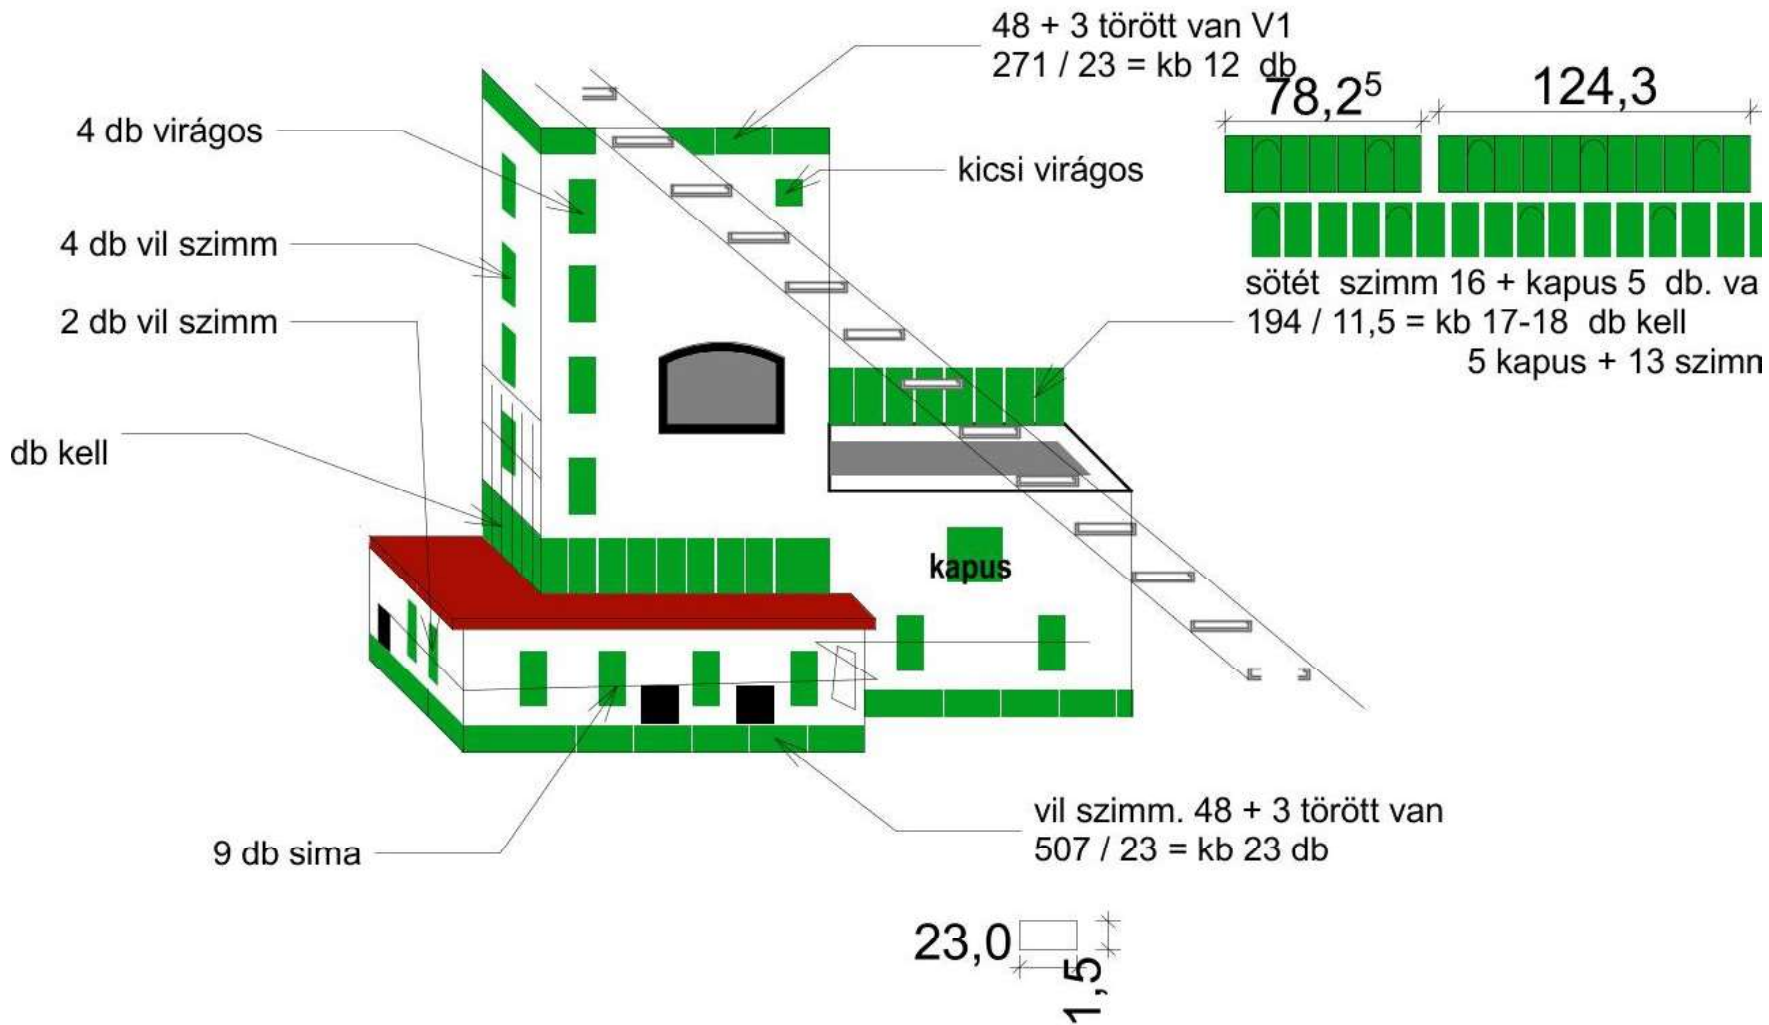 48 + 3 törött van V1
271 / 23 = kb 12 db
78,2⁵
124,3
4 db virágos
kicsi virágos
4 db vil szimm
2 db vil szimm
sötét szimm 16 + kapus 5 db. va
194 / 11,5 = kb 17-18 db kell
5 kapus + 13 szimm
db kell
kapus
vil szimm. 48 + 3 törött van
507 / 23 = kb 23 db
9 db sima
23,0
1,5